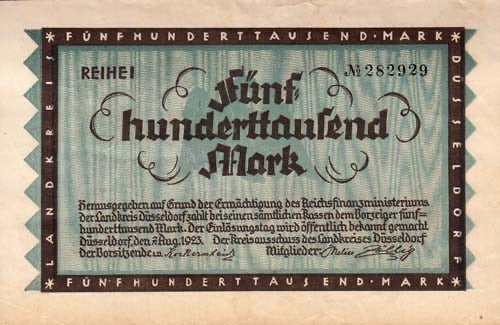 FÜNFHUNDERTTAUSEND·MARK·
LANDKREIS
DÜSSELDORF
REIHE I
№ 282929
Fünf-
hunderttausend
Mark
Herausgegeben auf Grund der Ermächtigung des Reichsfinanzministeriums
der Landkreis Düsseldorf zahlt bei seinen sämtlichen Kassen dem Vorzeiger fünf=
hunderttausend Mark. Der Einlösungstag wird öffentlich bekannt gemacht.
Düsseldorf, den 7. Aug. 1923. Der Kreisausschuss des Landkreises Düsseldorf
der Vorsitzende: Mitglieder:
FÜNFHUNDERTTAUSEND·MARK